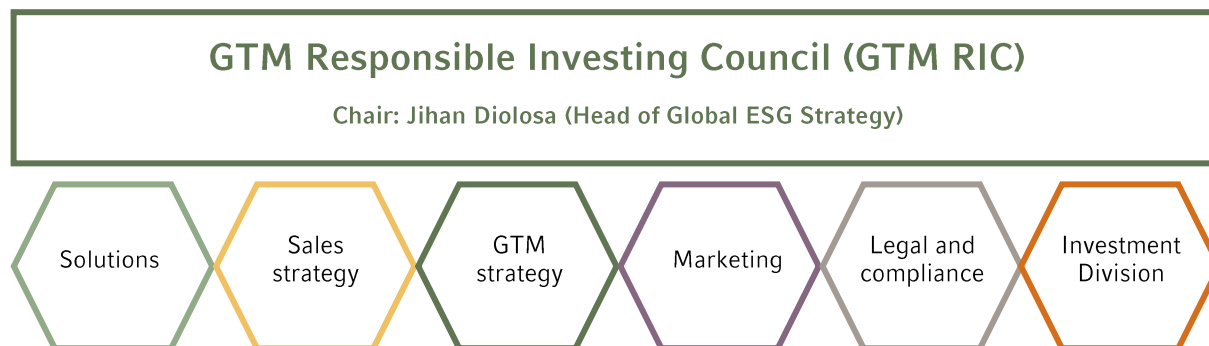 GTM Responsible Investing Council (GTM RIC)
Chair: Jihan Diolosa (Head of Global ESG Strategy)
Solutions
Sales
strategy
GTM
strategy
Marketing
Legal and
compliance
Investment
Division